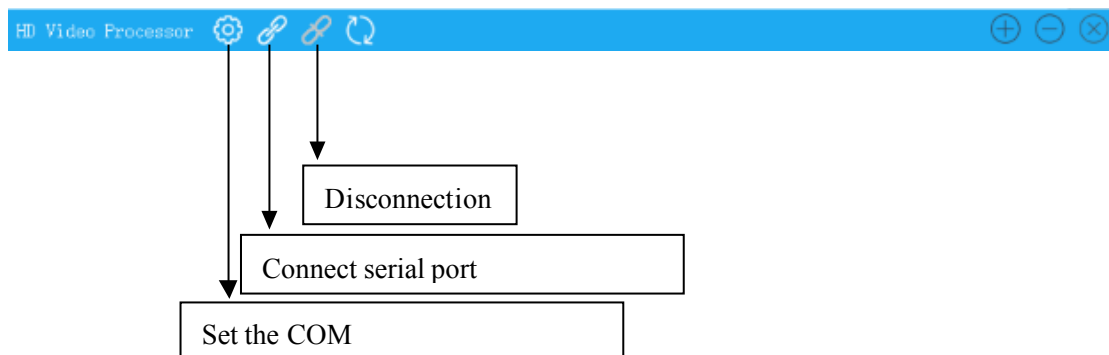 HD Video Processor
Disconnection
Connect serial port
Set the COM